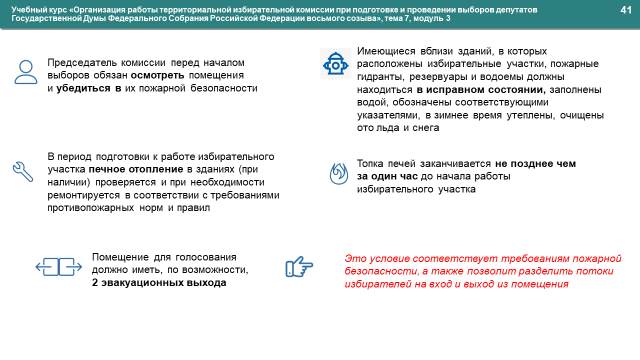 Учебный курс «Организация работы территориальной избирательной комиссии при подготовке и проведении выборов депутатов
Государственной Думы Федерального Собрания Российской Федерации восьмого созыва», тема 7, модуль 3
41
Председатель комиссии перед началом
выборов обязан осмотреть помещения
и убедиться в их пожарной безопасности
Имеющиеся вблизи зданий, в которых
расположены избирательные участки, пожарные
гидранты, резервуары и водоемы должны
находиться в исправном состоянии, заполнены
водой, обозначены соответствующими
указателями, в зимнее время утеплены, очищены
ото льда и снега
В период подготовки к работе избирательного
участка печное отопление в зданиях (при
наличии) проверяется и при необходимости
ремонтируется в соответствии с требованиями
противопожарных норм и правил
Топка печей заканчивается не позднее чем
за один час до начала работы
избирательного участка
Помещение для голосования
должно иметь, по возможности,
2 эвакуационных выхода
Это условие соответствует требованиям пожарной
безопасности, а также позволит разделить потоки
избирателей на вход и выход из помещения